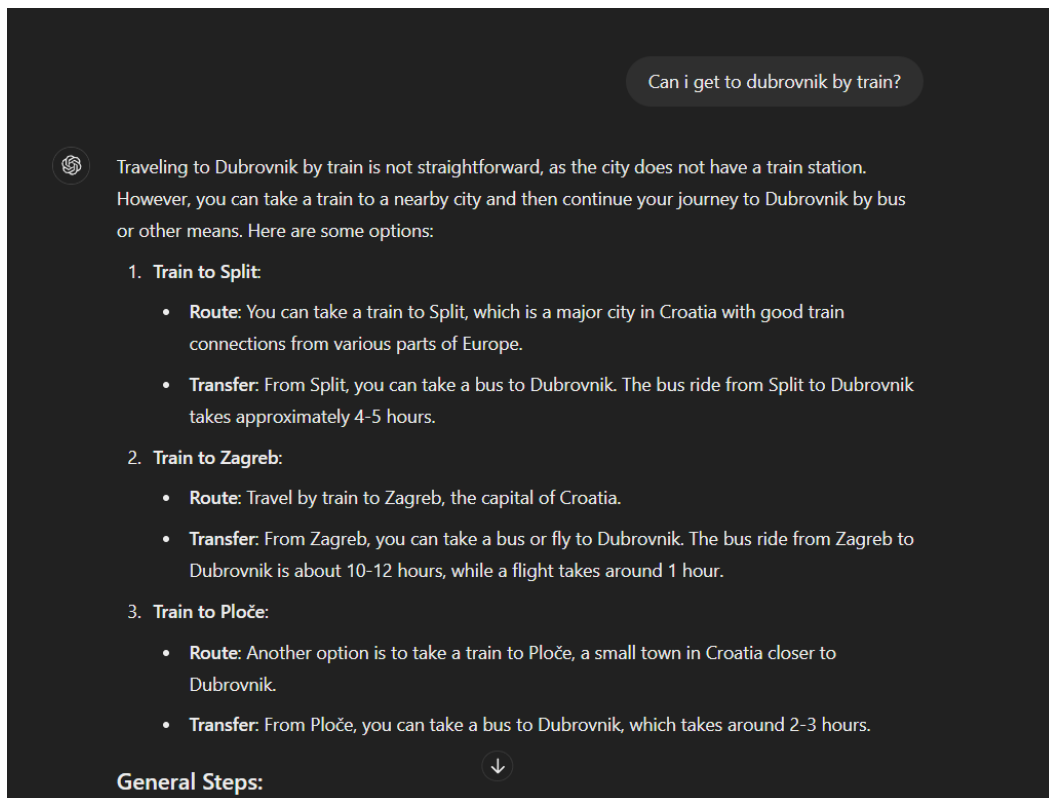 Can i get to dubrovnik by train?
Traveling to Dubrovnik by train is not straightforward, as the city does not have a train station.
However, you can take a train to a nearby city and then continue your journey to Dubrovnik by bus
or other means. Here are some options:
1. Train to Split:
• Route: You can take a train to Split, which is a major city in Croatia with good train
connections from various parts of Europe.
• Transfer: From Split, you can take a bus to Dubrovnik. The bus ride from Split to Dubrovnik
takes approximately 4-5 hours.
2. Train to Zagreb:
• Route: Travel by train to Zagreb, the capital of Croatia.
• Transfer: From Zagreb, you can take a bus or fly to Dubrovnik. The bus ride from Zagreb to
Dubrovnik is about 10-12 hours, while a flight takes around 1 hour.
3. Train to Ploče:
• Route: Another option is to take a train to Ploče, a small town in Croatia closer to
Dubrovnik.
• Transfer: From Ploče, you can take a bus to Dubrovnik, which takes around 2-3 hours.
General Steps: